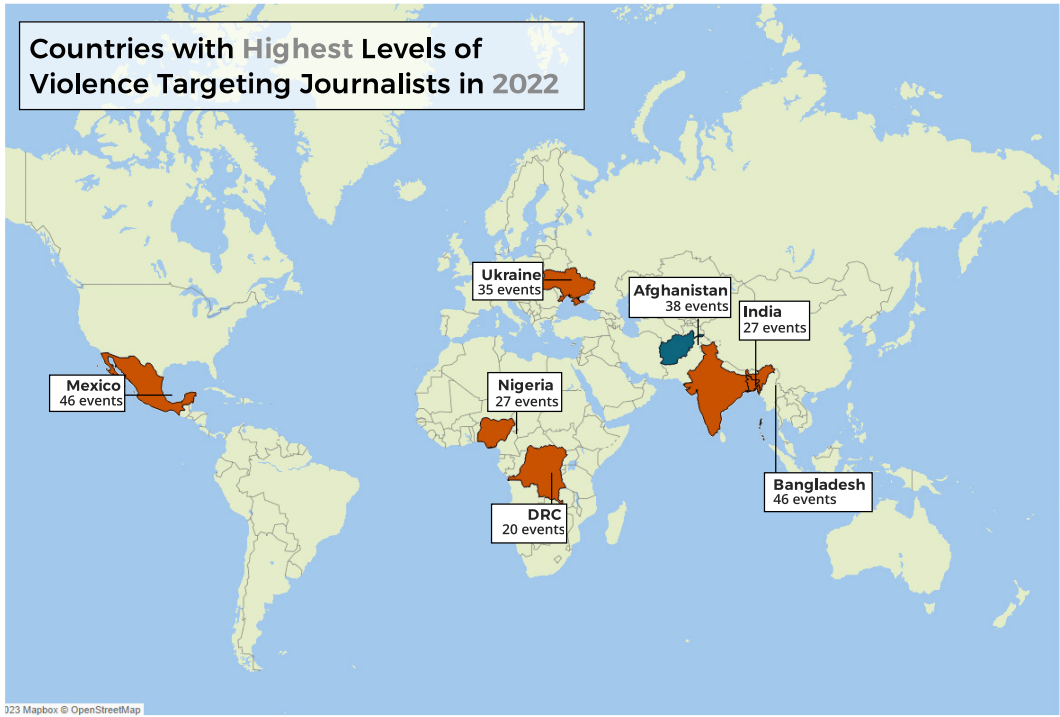 Countries with Highest Levels of
Violence Targeting Journalists in 2022
Ukraine
35 events
Afghanistan
38 events
India
27 events
Mexico
46 events
Nigeria
27 events
Bangladesh
46 events
DRC
20 events
023 Mapbox © OpenStreetMap